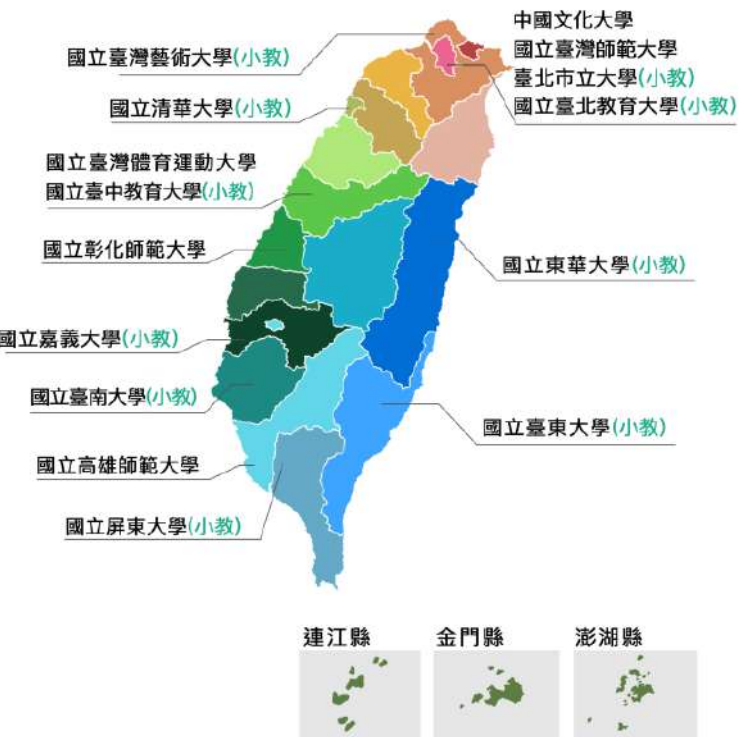 國立臺灣藝術大學(小教)
國立清華大學(小教)
國立臺灣體育運動大學
國立臺中教育大學(小教)
國立彰化師範大學
國立嘉義大學(小教)
國立臺南大學(小教)
國立高雄師範大學
國立屏東大學(小教)
中國文化大學
國立臺灣師範大學
臺北市立大學(小教)
國立臺北教育大學(小教)
國立東華大學(小教)
國立臺東大學(小教)
連江縣
金門縣
澎湖縣